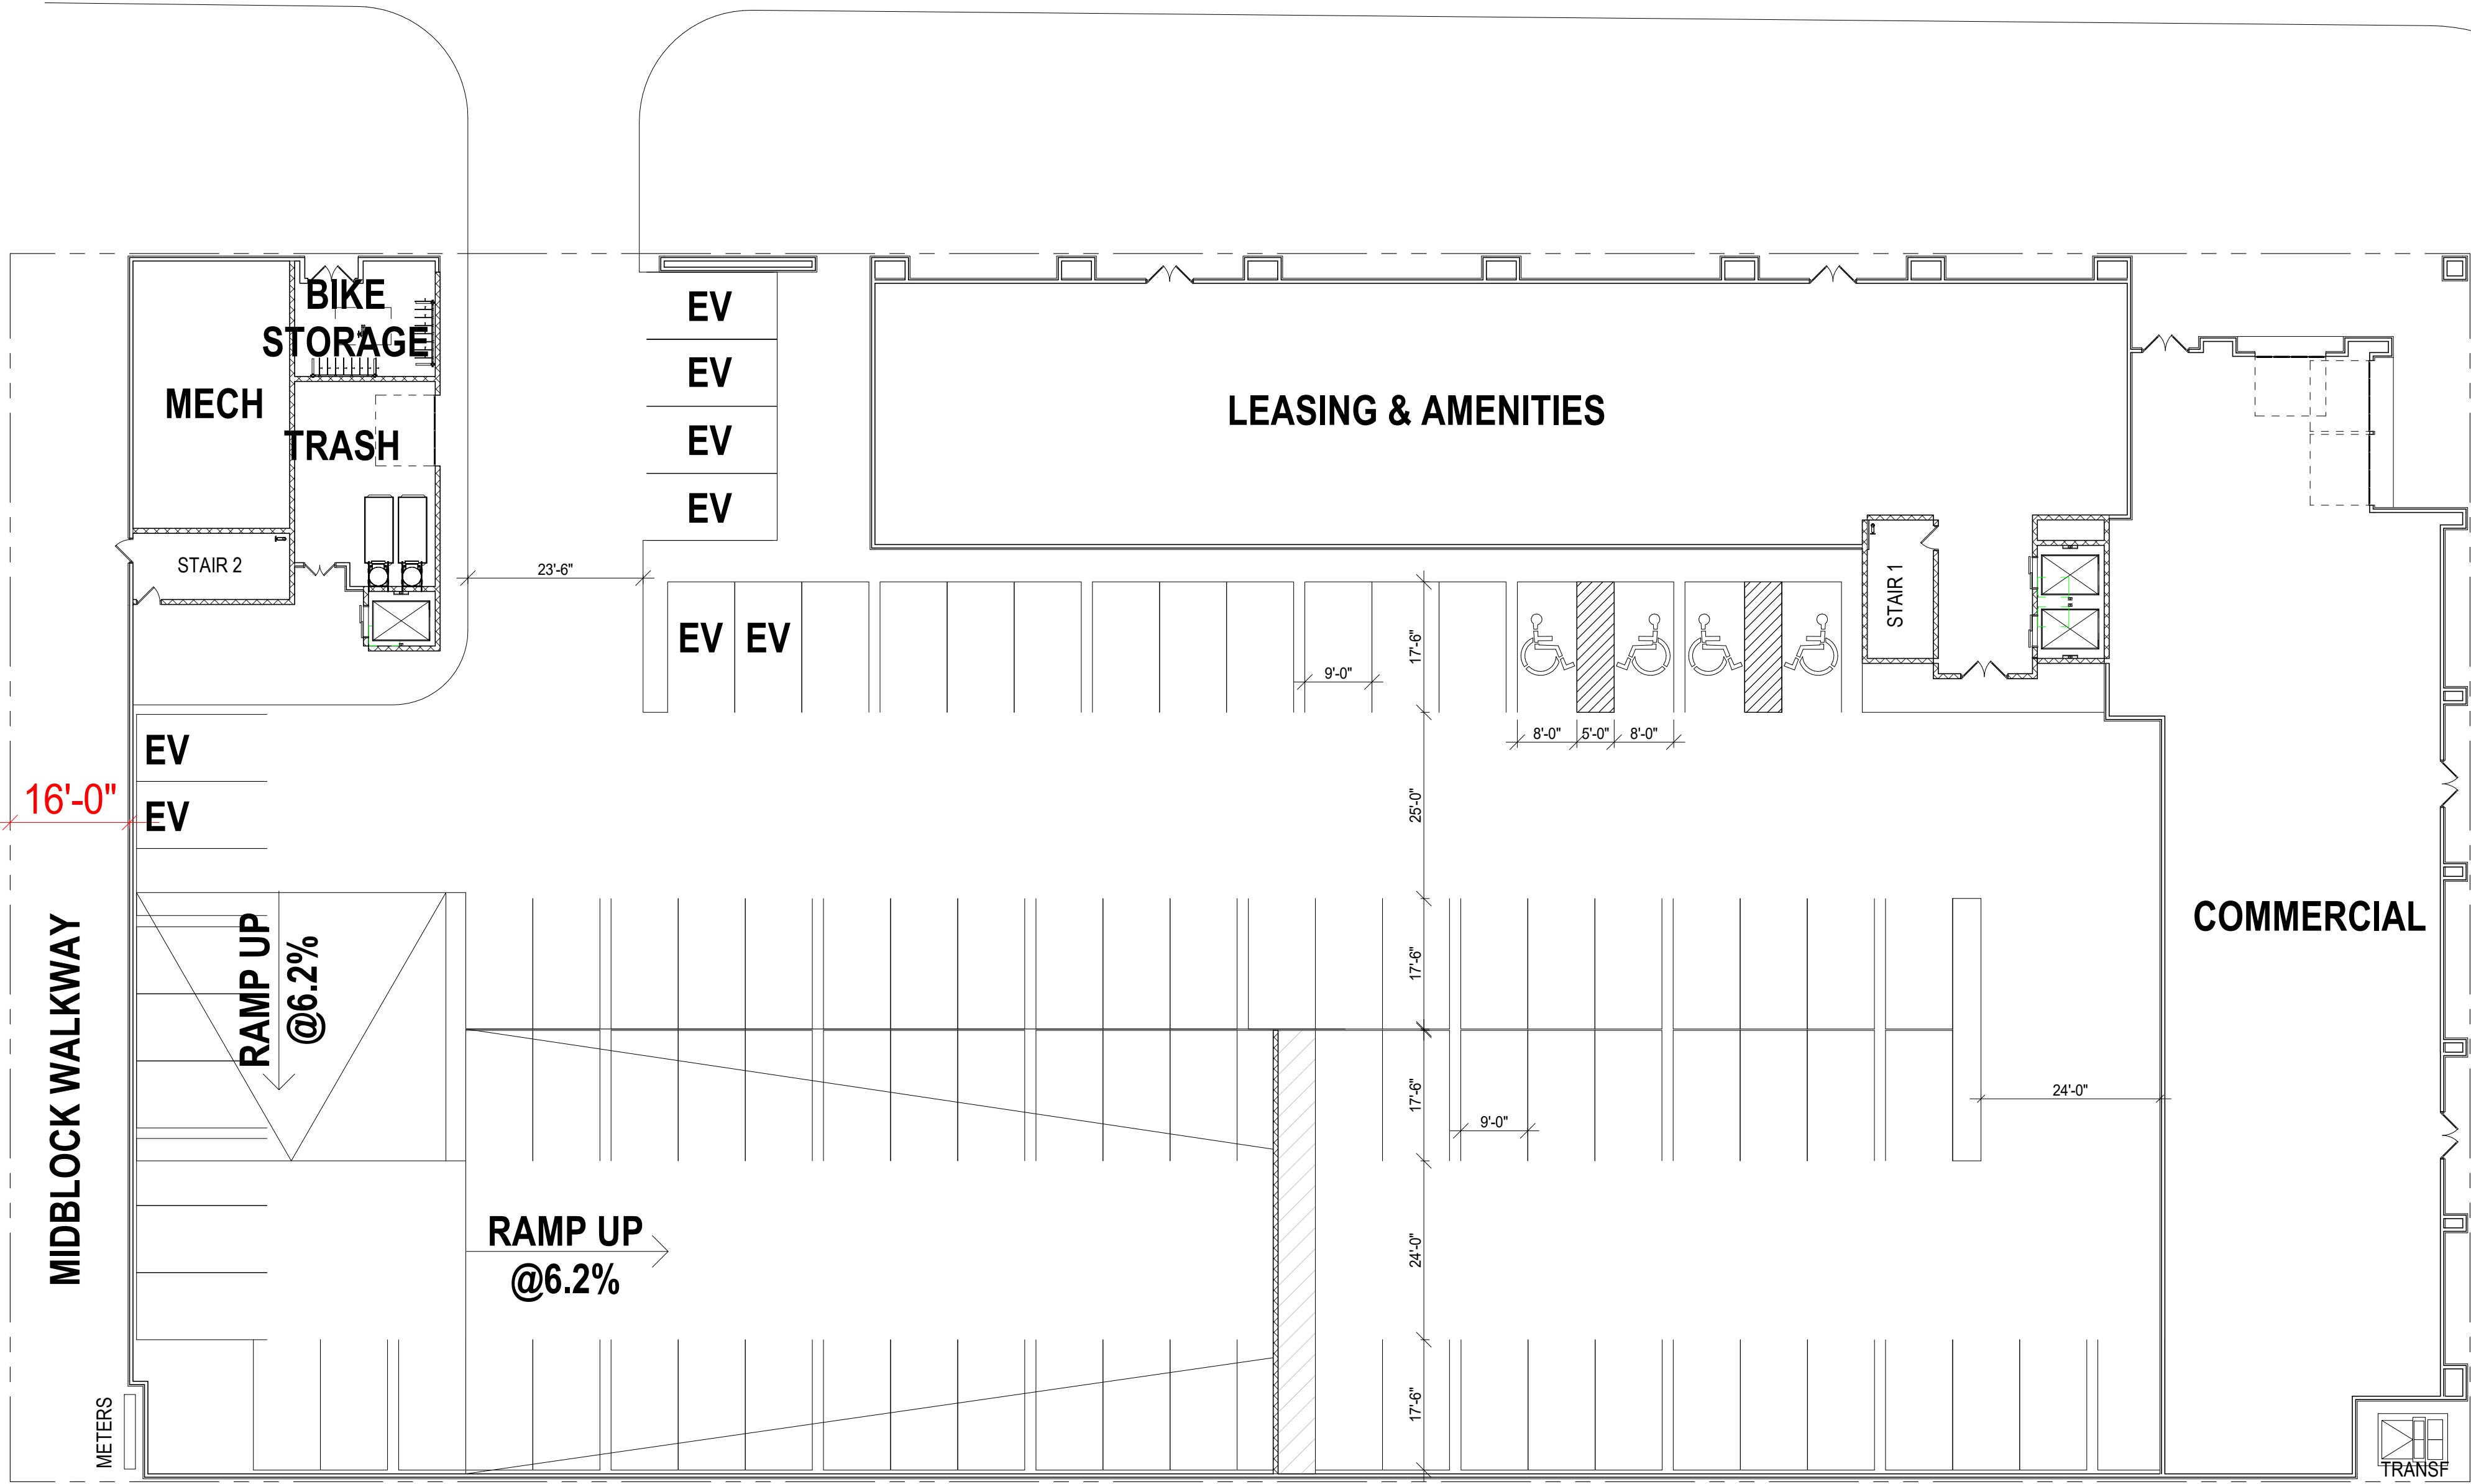 BIKE
STORAGE
MECH
TRASH
STAIR 2
EV
EV
EV
EV
LEASING & AMENITIES
23'-6"
EV EV
9'-0"
17'-6"
STAIR 1
8'-0" 5'-0" 8'-0"
EV
EV
16'-0"
25'-0"
MIDBLOCK WALKWAY
RAMP UP
@6.2%
17'-6"
COMMERCIAL
17'-6"
9'-0"
24'-0"
RAMP UP
@6.2%
24'-0"
17'-6"
METERS
TRANSF